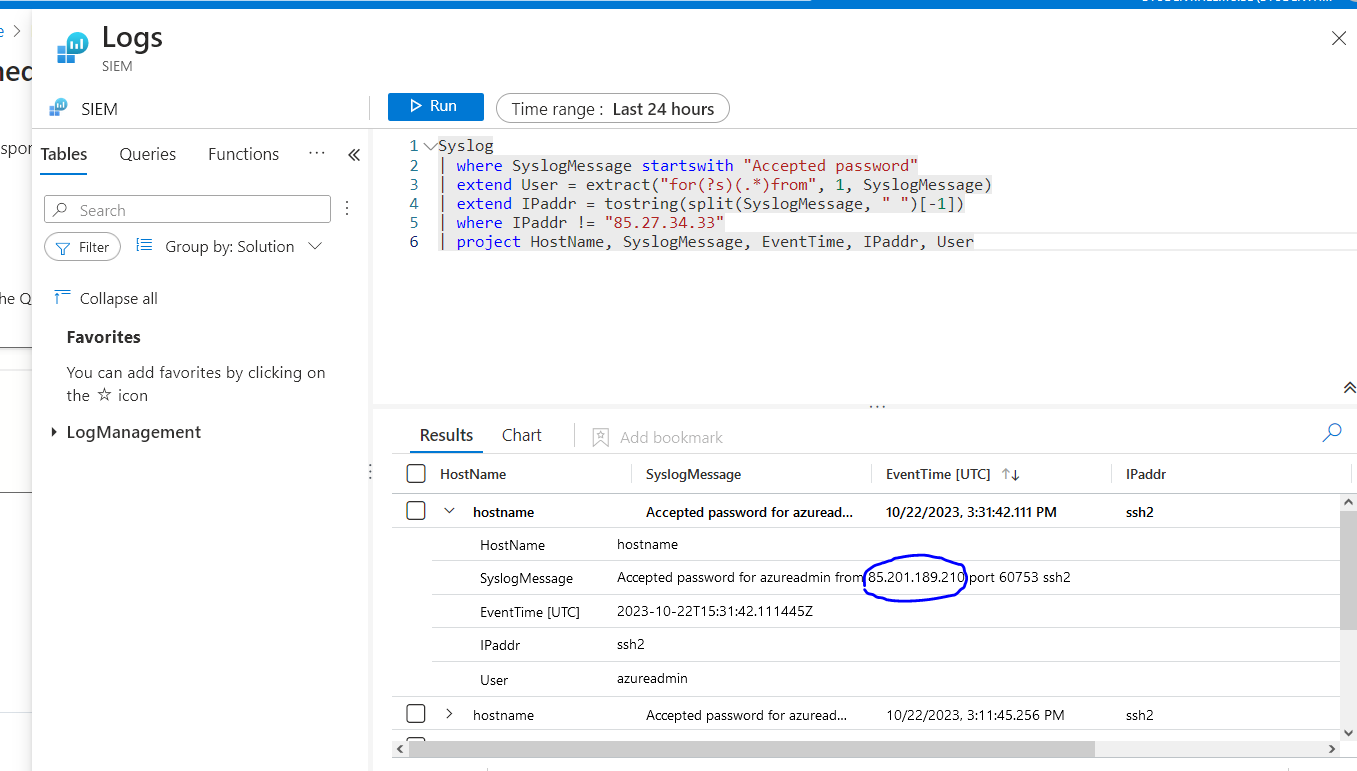 Logs
SIEM
SIEM
Run
Time range : Last 24 hours
Tables
Queries
Functions
...
«
Search
Filter
Group by: Solution
Collapse all
Favorites
You can add favorites by clicking on
the ☆ icon
LogManagement
1 Syslog
2 | where SyslogMessage startswith "Accepted password"
3 | extend User = extract("for(?s)(.*)from", 1, SyslogMessage)
4 | extend IPaddr = tostring(split(SyslogMessage, " ")[-1])
5 | where IPaddr != "85.27.34.33"
6 | project HostName, SyslogMessage, EventTime, IPaddr, User
Results
Chart
Add bookmark
HostName SyslogMessage EventTime [UTC] ↑↓ IPaddr
hostname Accepted password for azuread... 10/22/2023, 3:31:42.111 PM ssh2
HostName hostname
SyslogMessage Accepted password for azureadmin from 85.201.189.210 port 60753 ssh2
EventTime [UTC] 2023-10-22T15:31:42.111445Z
IPaddr ssh2
User azureadmin
hostname Accepted password for azuread... 10/22/2023, 3:11:45.256 PM ssh2